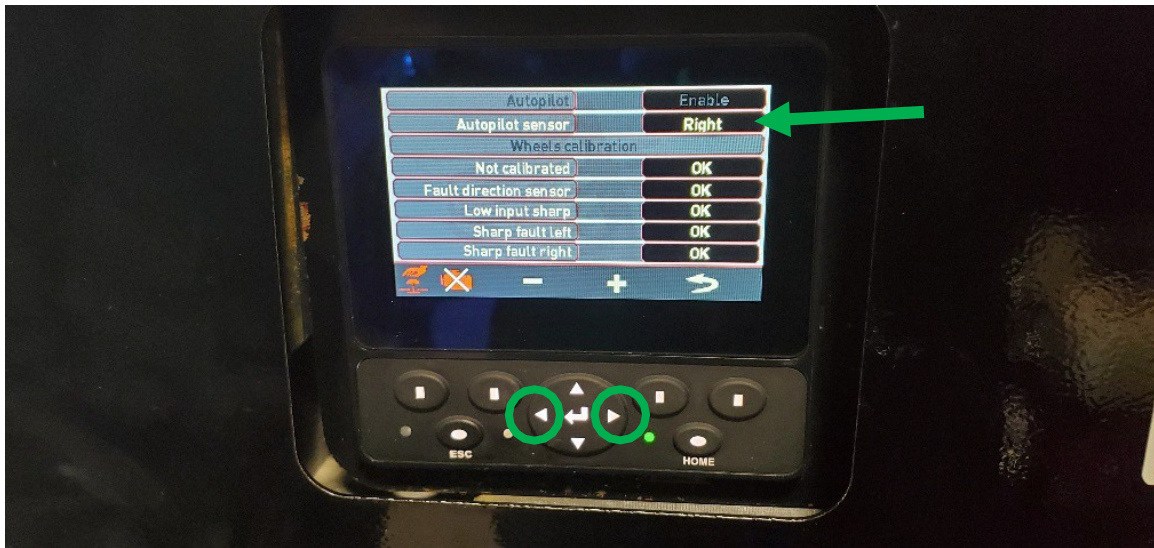 Autopilot Enable
Autopilot sensor Right
Wheels calibration
Not calibrated OK
Fault direction sensor OK
Low input sharp OK
Sharp fault left OK
Sharp fault right OK
ESC HOME